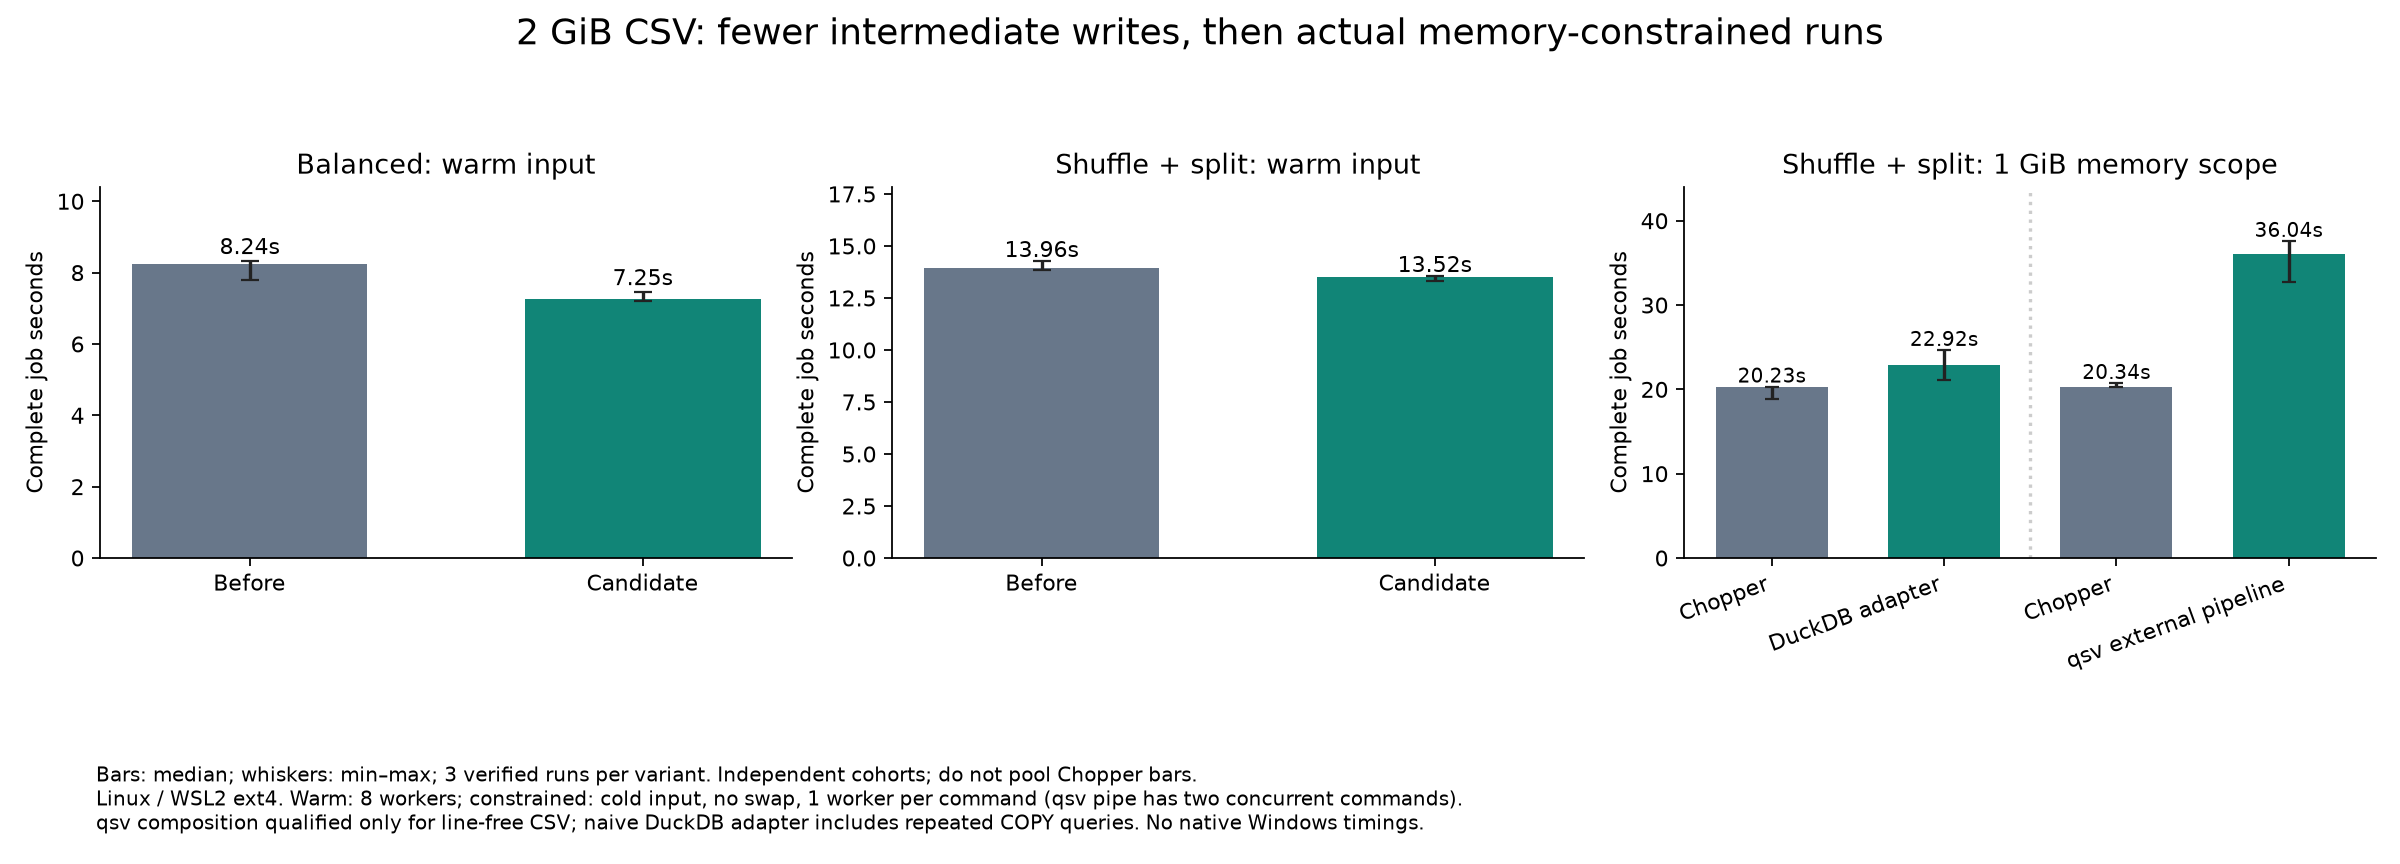 2 GiB CSV: fewer intermediate writes, then actual memory-constrained runs
Balanced: warm input
Complete job seconds
10
8
6
4
2
0
8.24s
7.25s
Before
Candidate
Shuffle + split: warm input
Complete job seconds
17.5
15.0
12.5
10.0
7.5
5.0
2.5
0.0
13.96s
13.52s
Before
Candidate
Shuffle + split: 1 GiB memory scope
Complete job seconds
40
30
20
10
0
20.23s
22.92s
20.34s
36.04s
Chopper
DuckDB adapter
Chopper
qsv external pipeline
Bars: median; whiskers: min–max; 3 verified runs per variant. Independent cohorts; do not pool Chopper bars.
Linux / WSL2 ext4. Warm: 8 workers; constrained: cold input, no swap, 1 worker per command (qsv pipe has two concurrent commands).
qsv composition qualified only for line-free CSV; naive DuckDB adapter includes repeated COPY queries. No native Windows timings.